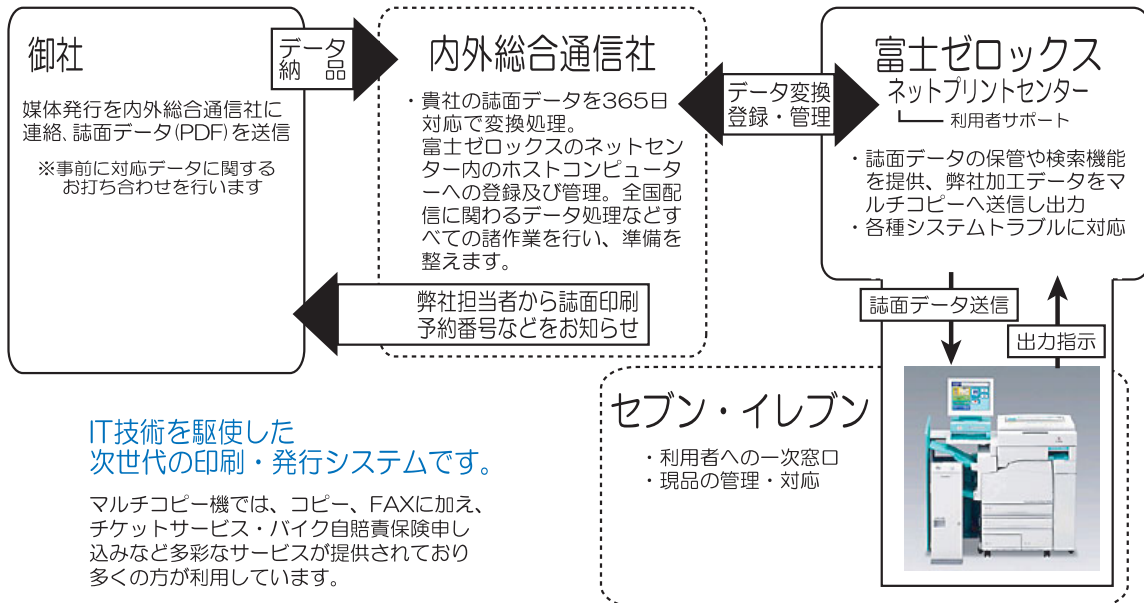 御社
媒体発行を内外総合通信社に
連絡、誌面データ(PDF)を送信
※事前に対応データに関する
お打ち合わせを行います
データ
納 品
内外総合通信社
・貴社の誌面データを365日
対応で変換処理。
富士ゼロックスのネットセン
ター内のホストコンピュータ
ーへの登録及び管理。全国配
信に関わるデータ処理などす
べての諸作業を行い、準備を
整えます。
弊社担当者から誌面印刷
予約番号などをお知らせ
データ変換
登録・管理
富士ゼロックス
ネットプリントセンター
利用者サポート
・誌面データの保管や検索機能
を提供、弊社加工データをマ
ルチコピーへ送信し出力
・各種システムトラブルに対応
誌面データ送信
出力指示
セブン・イレブン
・利用者への一次窓口
・現品の管理・対応
IT技術を駆使した
次世代の印刷・発行システムです。
マルチコピー機では、コピー、FAXに加え、
チケットサービス・バイク自賠責保険申し
込みなど多彩なサービスが提供されており
多くの方が利用しています。